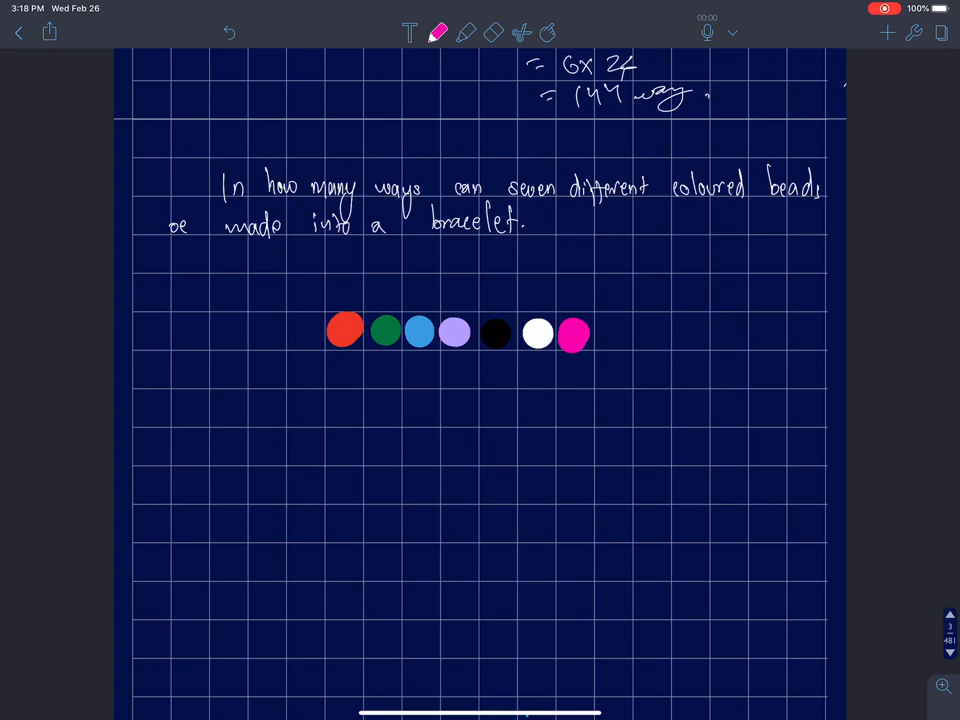 3:18 PM Wed Feb 26
100%
00:00
T
= 6x 24
= 144 way.
In how many ways can seven different coloured beads
be made into a bracelet.
3
481